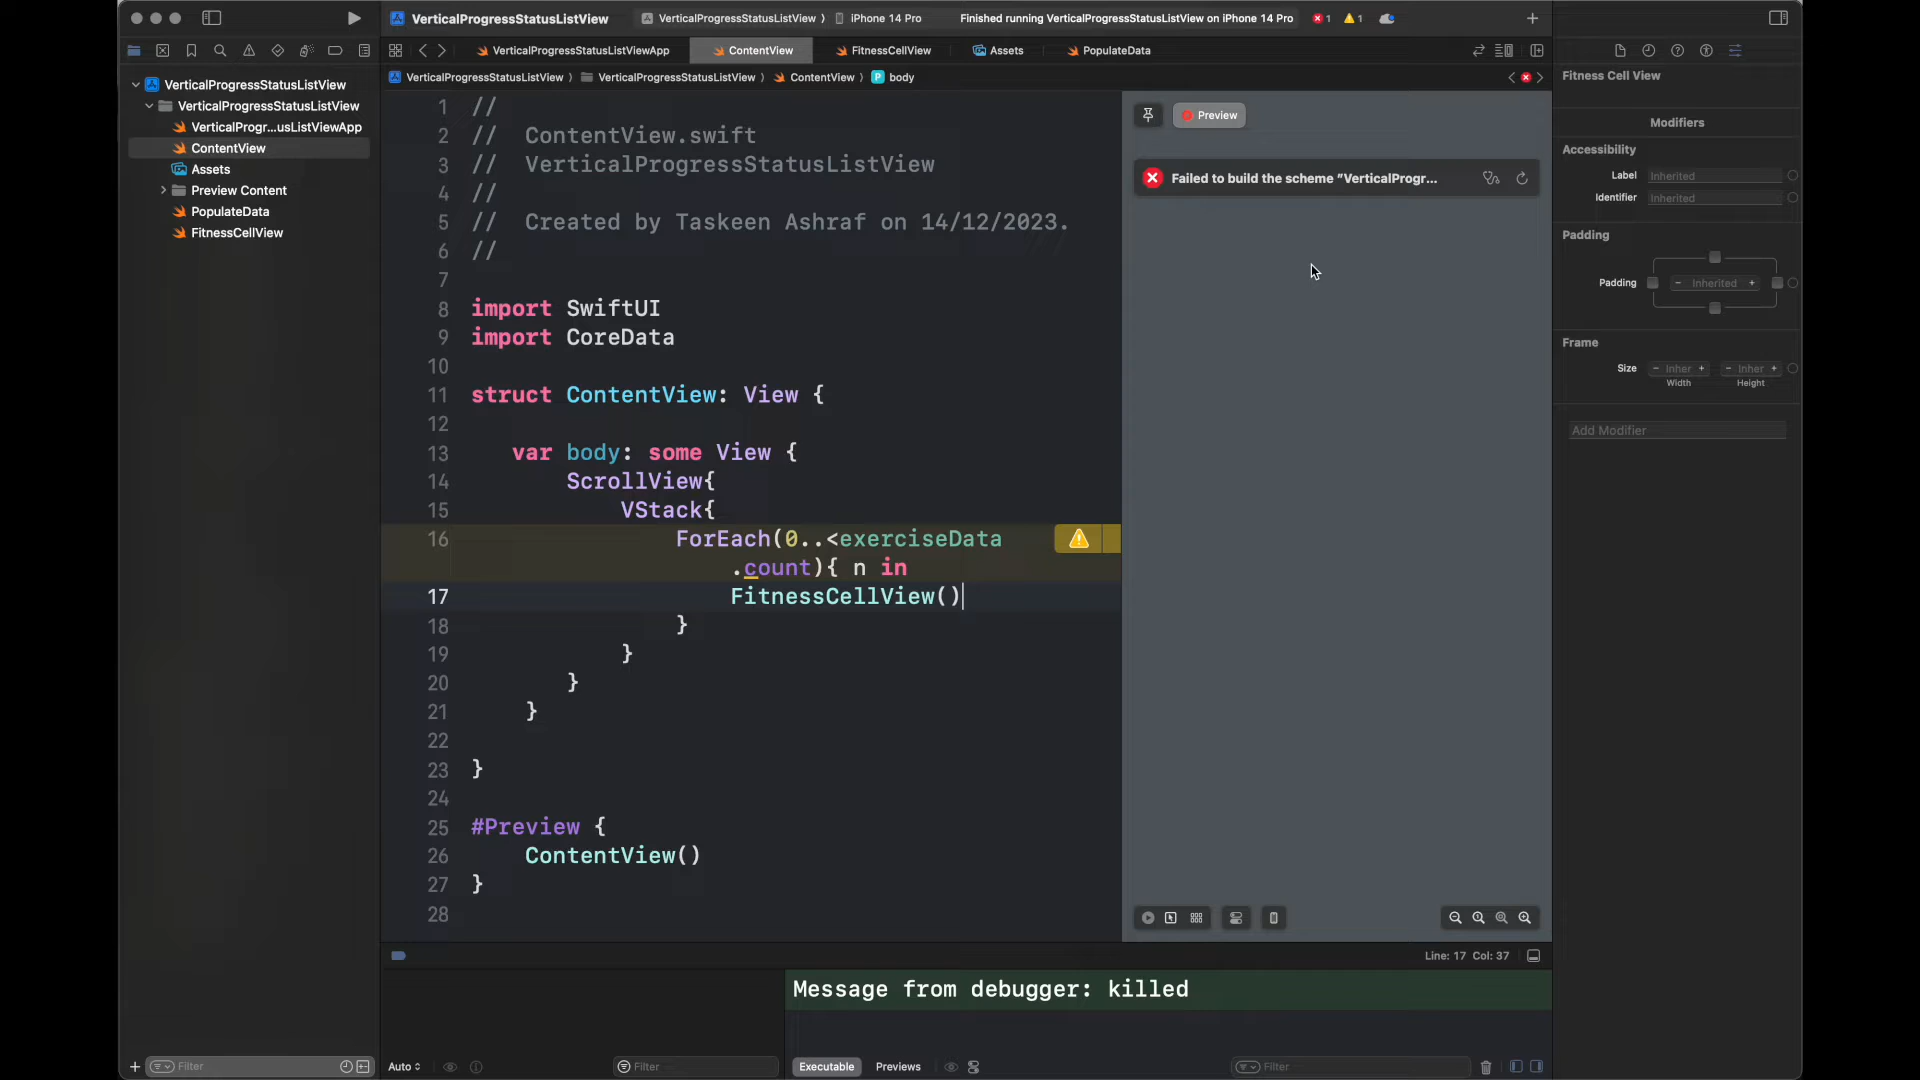 VerticalProgressStatusListView
VerticalProgressStatusListView 〉 iPhone 14 Pro
Finished running VerticalProgressStatusListView on iPhone 14 Pro
1 1
VerticalProgressStatusListViewApp
ContentView
FitnessCellView
Assets
PopulateData
VerticalProgressStatusListView 〉 VerticalProgressStatusListView 〉 ContentView 〉 P body
VerticalProgressStatusListView
VerticalProgressStatusListView
VerticalProgr...usListViewApp
ContentView
Assets
Preview Content
PopulateData
FitnessCellView
1 //
2 //  ContentView.swift
3 //  VerticalProgressStatusListView
4 //
5 //  Created by Taskeen Ashraf on 14/12/2023.
6 //
7
8 import SwiftUI
9 import CoreData
10
11 struct ContentView: View {
12
13 var body: some View {
14 ScrollView{
15 VStack{
16 ForEach(0..<exerciseData
.count){ n in
17 FitnessCellView()
18 }
19 }
20 }
21 }
22
23 }
24
25 #Preview {
26 ContentView()
27 }
28
Preview
Failed to build the scheme "VerticalProgr...
Fitness Cell View
Modifiers
Accessibility
Label Inherited
Identifier Inherited
Padding
Padding − Inherited +
Frame
Size − Inher + − Inher +
Width Height
Add Modifier
Line: 17 Col: 37
Message from debugger: killed
Filter
Auto
Filter
Executable Previews
Filter